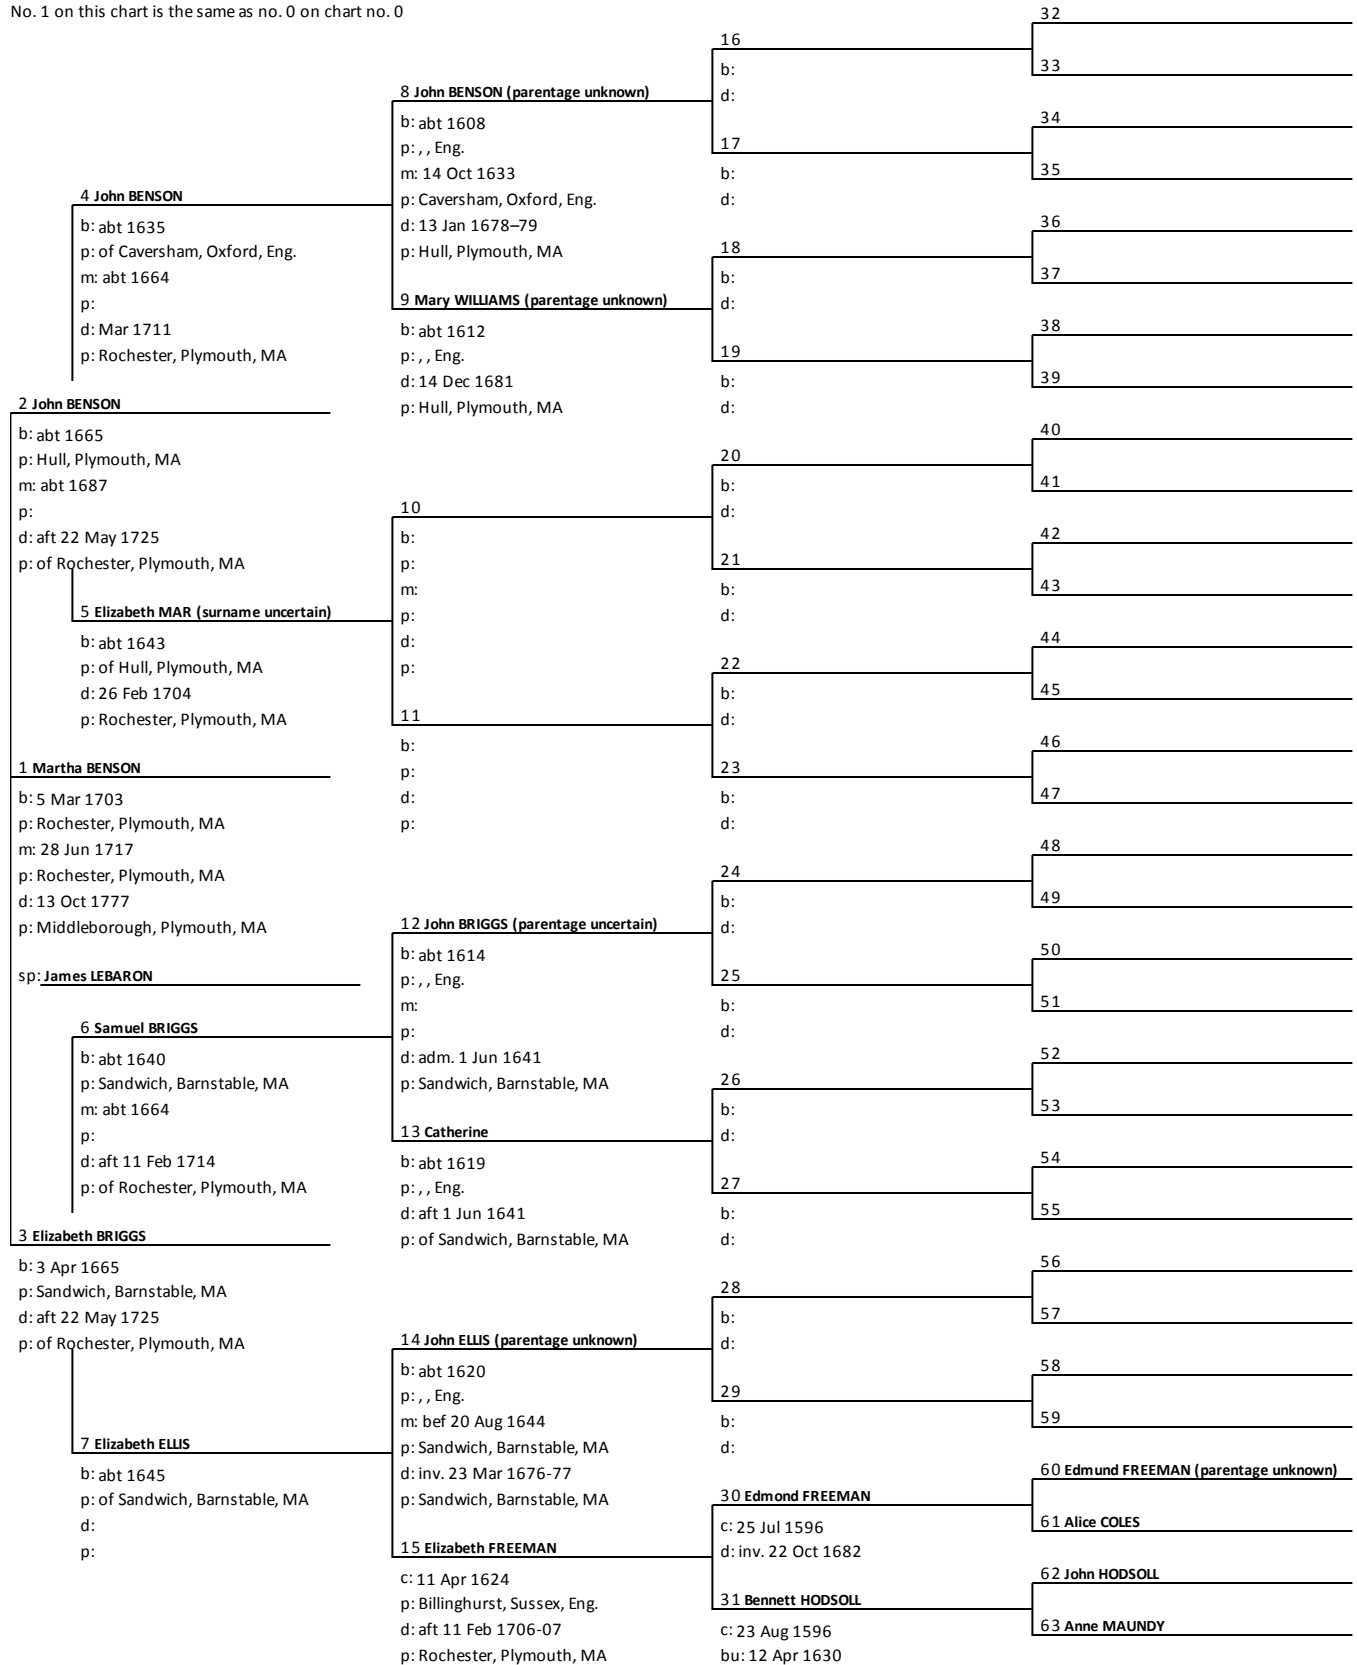 No. 1 on this chart is the same as no. 0 on chart no. 0
4 John BENSON
b: abt 1635
p: of Caversham, Oxford, Eng.
m: abt 1664
p:
d: Mar 1711
p: Rochester, Plymouth, MA
2 John BENSON
b: abt 1665
p: Hull, Plymouth, MA
m: abt 1687
p:
d: aft 22 May 1725
p: of Rochester, Plymouth, MA
5 Elizabeth MAR (surname uncertain)
b: abt 1643
p: of Hull, Plymouth, MA
d: 26 Feb 1704
p: Rochester, Plymouth, MA
1 Martha BENSON
b: 5 Mar 1703
p: Rochester, Plymouth, MA
m: 28 Jun 1717
p: Rochester, Plymouth, MA
d: 13 Oct 1777
p: Middleborough, Plymouth, MA
sp: James LEBARON
6 Samuel BRIGGS
b: abt 1640
p: Sandwich, Barnstable, MA
m: abt 1664
p:
d: aft 11 Feb 1714
p: of Rochester, Plymouth, MA
3 Elizabeth BRIGGS
b: 3 Apr 1665
p: Sandwich, Barnstable, MA
d: aft 22 May 1725
p: of Rochester, Plymouth, MA
7 Elizabeth ELLIS
b: abt 1645
p: of Sandwich, Barnstable, MA
d:
p:
8 John BENSON (parentage unknown)
b: abt 1608
p: , , Eng.
m: 14 Oct 1633
p: Caversham, Oxford, Eng.
d: 13 Jan 1678–79
p: Hull, Plymouth, MA
9 Mary WILLIAMS (parentage unknown)
b: abt 1612
p: , , Eng.
d: 14 Dec 1681
p: Hull, Plymouth, MA
10
b:
p:
m:
p:
d:
p:
11
b:
p:
d:
p:
12 John BRIGGS (parentage uncertain)
b: abt 1614
p: , , Eng.
m:
p:
d: adm. 1 Jun 1641
p: Sandwich, Barnstable, MA
13 Catherine
b: abt 1619
p: , , Eng.
d: aft 1 Jun 1641
p: of Sandwich, Barnstable, MA
14 John ELLIS (parentage unknown)
b: abt 1620
p: , , Eng.
m: bef 20 Aug 1644
p: Sandwich, Barnstable, MA
d: inv. 23 Mar 1676-77
p: Sandwich, Barnstable, MA
15 Elizabeth FREEMAN
c: 11 Apr 1624
p: Billinghurst, Sussex, Eng.
d: aft 11 Feb 1706-07
p: Rochester, Plymouth, MA
16
b:
d:
17
b:
d:
18
b:
d:
19
b:
d:
20
b:
d:
21
b:
d:
22
b:
d:
23
b:
d:
24
b:
d:
25
b:
d:
26
b:
d:
27
b:
d:
28
b:
d:
29
b:
d:
30 Edmond FREEMAN
c: 25 Jul 1596
d: inv. 22 Oct 1682
31 Bennett HODSOLL
c: 23 Aug 1596
bu: 12 Apr 1630
32
33
34
35
36
37
38
39
40
41
42
43
44
45
46
47
48
49
50
51
52
53
54
55
56
57
58
59
60 Edmund FREEMAN (parentage unknown)
61 Alice COLES
62 John HODSOLL
63 Anne MAUNDY